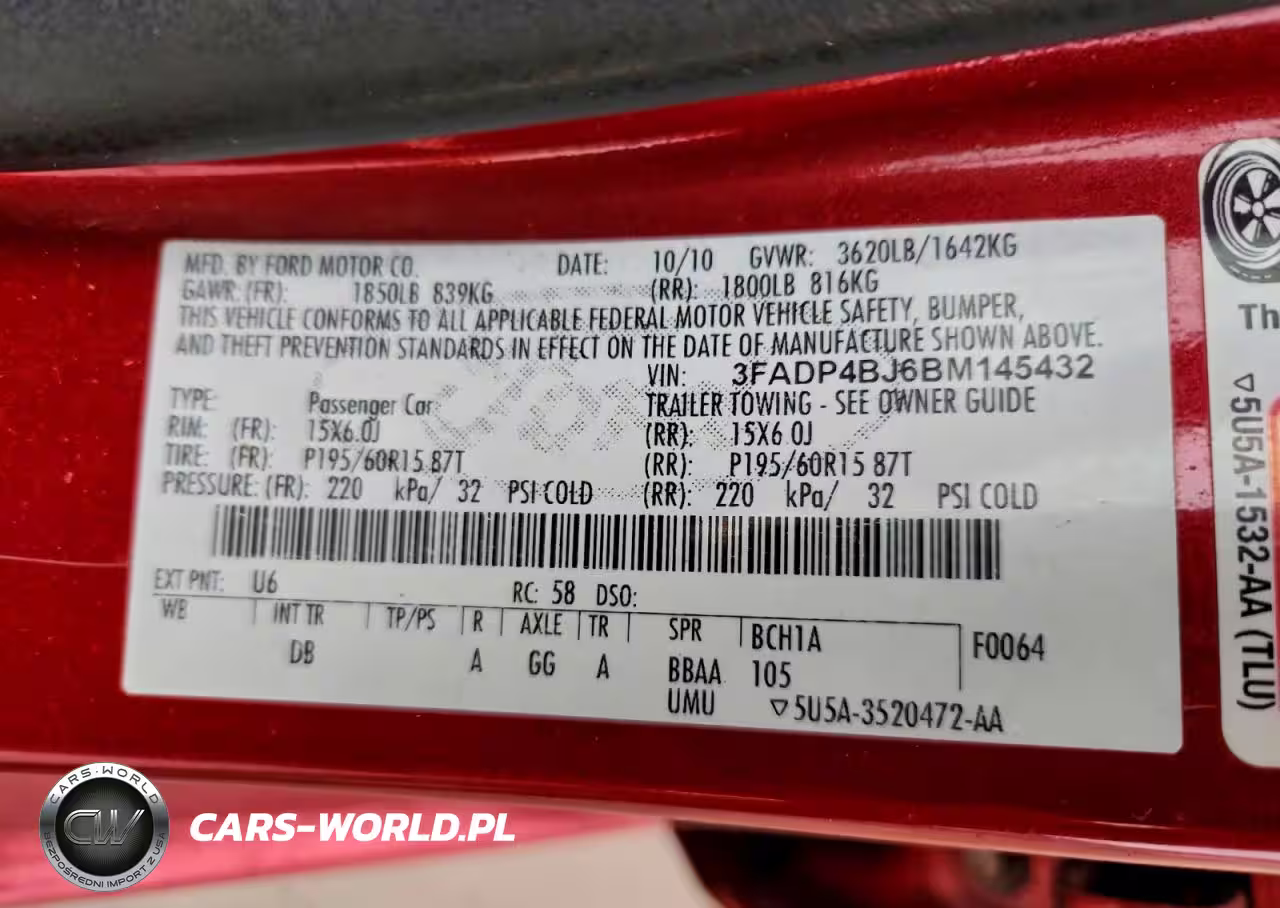 MFD. BY FORD MOTOR CO. DATE: 10/10 GVWR: 3620LB/1642KG
GAWR: (FR): 1850LB 839KG (RR): 1800LB 816KG
THIS VEHICLE CONFORMS TO ALL APPLICABLE FEDERAL MOTOR VEHICLE SAFETY, BUMPER,
AND THEFT PREVENTION STANDARDS IN EFFECT ON THE DATE OF MANUFACTURE SHOWN ABOVE.
VIN: 3FADP4BJ6BM145432
TYPE: Passenger Car TRAILER TOWING - SEE OWNER GUIDE
RIM: (FR): 15X6.0J (RR): 15X6.0J
TIRE: (FR): P195/60R15 87T (RR): P195/60R15 87T
PRESSURE: (FR): 220 kPa/ 32 PSI COLD (RR): 220 kPa/ 32 PSI COLD
EXT PNT: U6 RC: 58 DSO:
WB INT TR TP/PS R AXLE TR SPR BCH1A F0064
DB A GG A BBAA 105
UMU ▽5U5A-3520472-AA
Th
▽5U5A-1532-AA (TLU)
CARS-WORLD
CW
BEZPOŚREDNI IMPORT Z USA
CARS-WORLD.PL